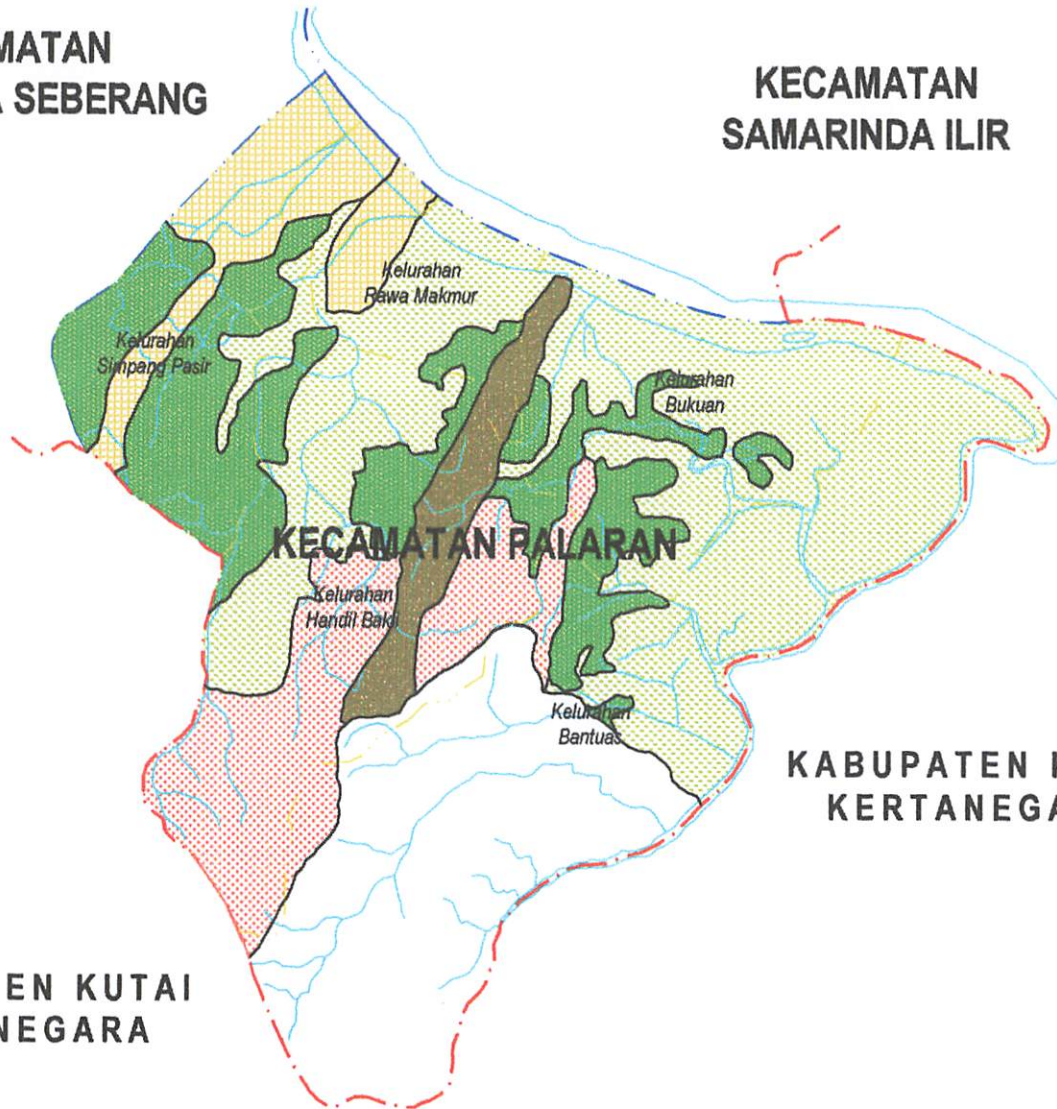 MATAN
A SEBERANG
KECAMATAN
SAMARINDA ILIR
Kelurahan
Rawa Makmur
Kelurahan
Simpang Pasir
Kelurahan
Bukuan
KECAMATAN PALARAN
Kelurahan
Handil Bakti
Kelurahan
Bantuas
KABUPATEN
KERTANEGA
EN KUTAI
NEGARA